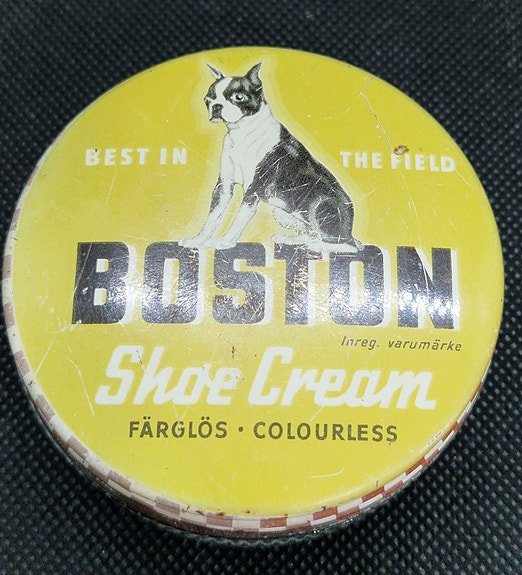 BEST IN THE FIELD
BOSTON
Inreg. varumärke
Shoe Cream
FÄRGLÖS · COLOURLESS